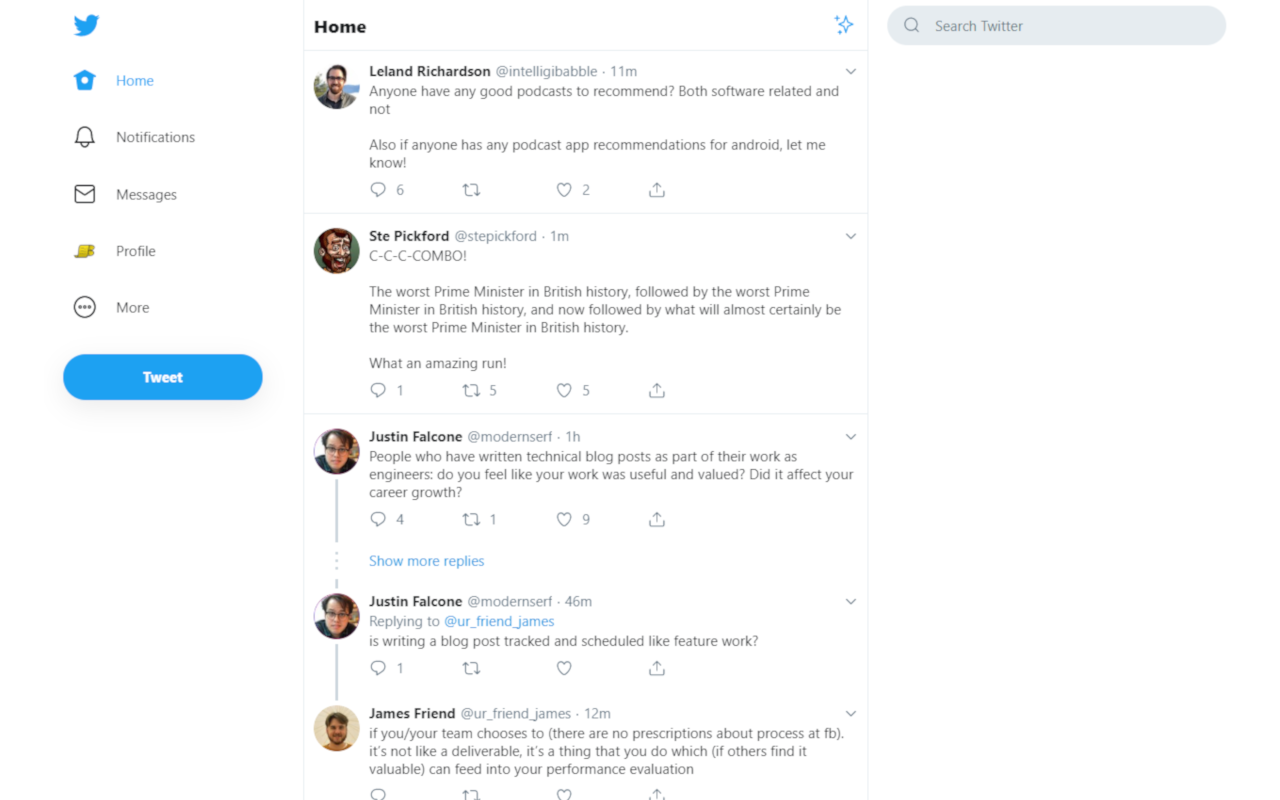 Home
Search Twitter
Home
Notifications
Messages
Profile
More
Tweet
Leland Richardson @intelligibabble · 11m
Anyone have any good podcasts to recommend? Both software related and
not
Also if anyone has any podcast app recommendations for android, let me
know!
6 2
Ste Pickford @stepickford · 1m
C-C-C-COMBO!
The worst Prime Minister in British history, followed by the worst Prime
Minister in British history, and now followed by what will almost certainly be
the worst Prime Minister in British history.
What an amazing run!
1 5 5
Justin Falcone @modernserf · 1h
People who have written technical blog posts as part of their work as
engineers: do you feel like your work was useful and valued? Did it affect your
career growth?
4 1 9
Show more replies
Justin Falcone @modernserf · 46m
Replying to @ur_friend_james
is writing a blog post tracked and scheduled like feature work?
1
James Friend @ur_friend_james · 12m
if you/your team chooses to (there are no prescriptions about process at fb).
it's not like a deliverable, it's a thing that you do which (if others find it
valuable) can feed into your performance evaluation